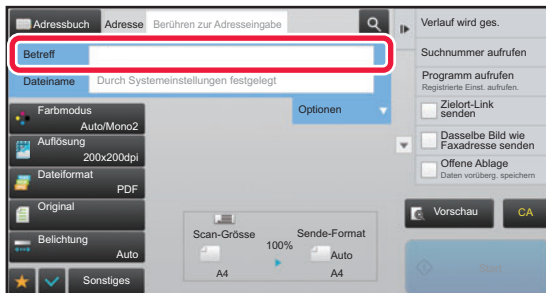 Adressbuch
Adresse
Berühren zur Adresseingabe
Betreff
Dateiname
Durch Systemeinstellungen festgelegt
Optionen
Farbmodus
Auto/Mono2
Auflösung
200x200dpi
Dateiformat
PDF
Original
Belichtung
Auto
Sonstiges
Scan-Grösse
A4
100%
Sende-Format
Auto
A4
Verlauf wird ges.
Suchnummer aufrufen
Programm aufrufen
Registrierte Einst. aufrufen.
Zielort-Link
senden
Dasselbe Bild wie
Faxadresse senden
Offene Ablage
Daten vorüberg. speichern
Vorschau
CA
Start